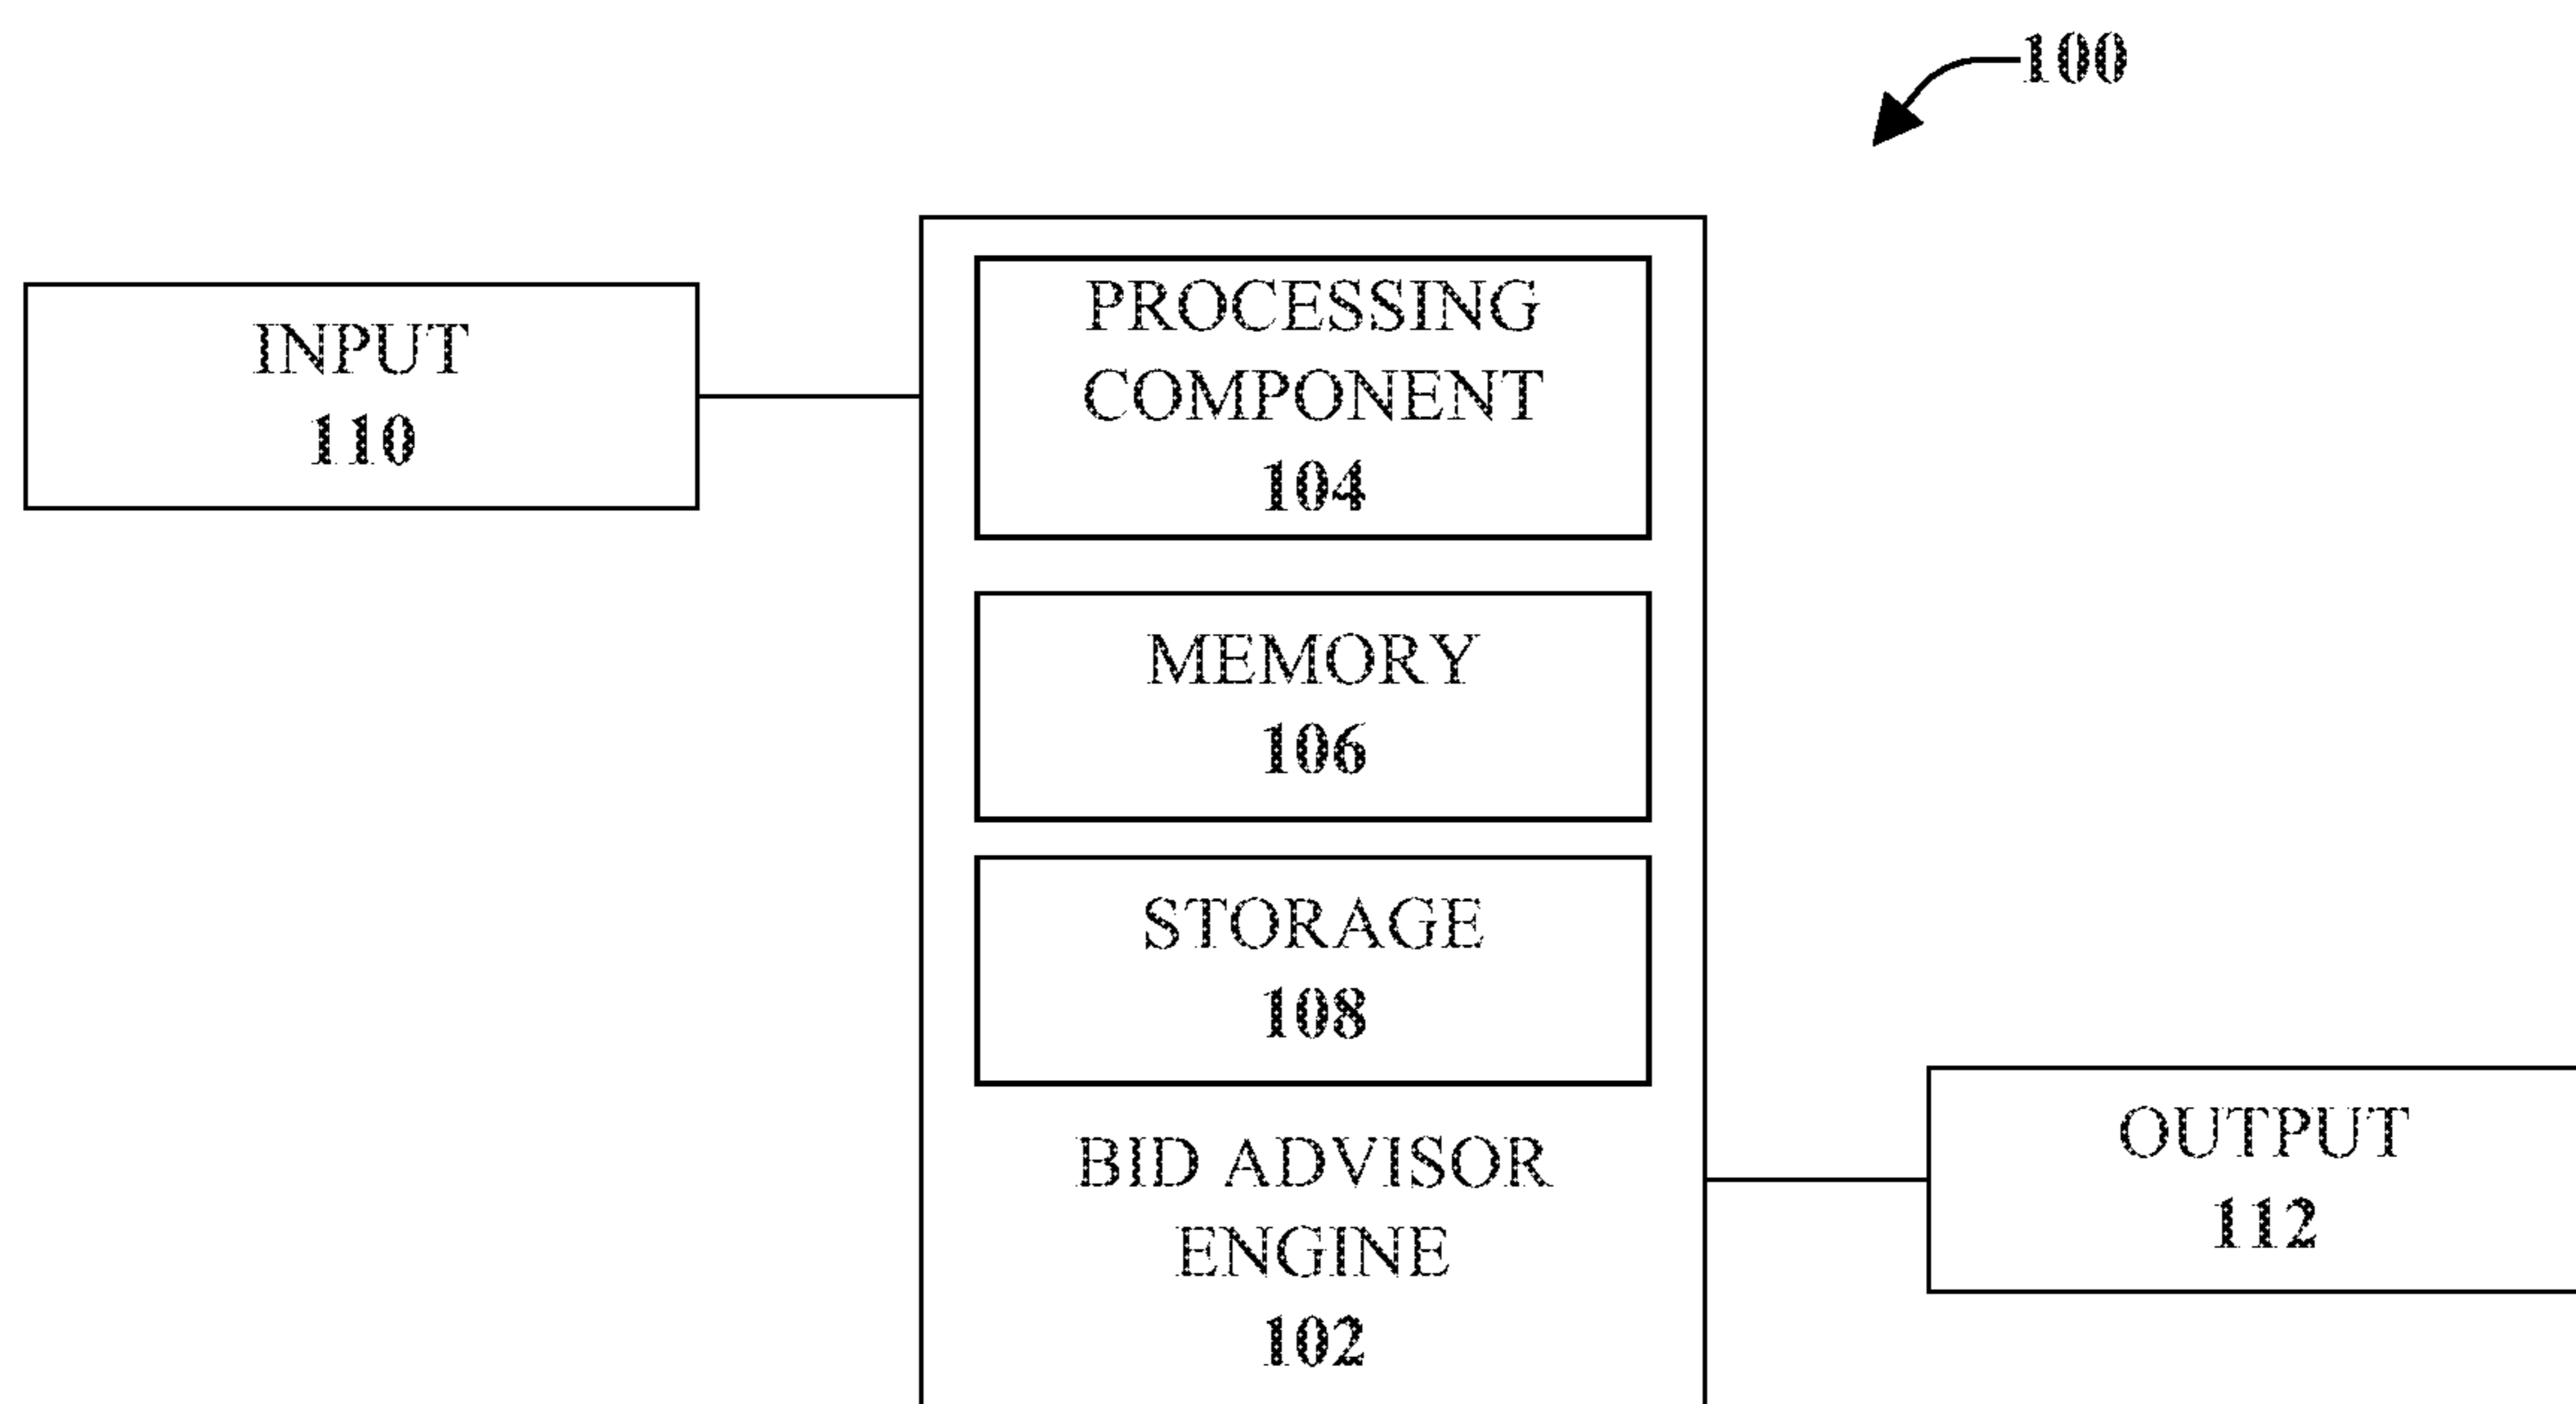 100
INPUT
110
PROCESSING
COMPONENT
104
MEMORY
106
STORAGE
108
BID ADVISOR
ENGINE
102
OUTPUT
112